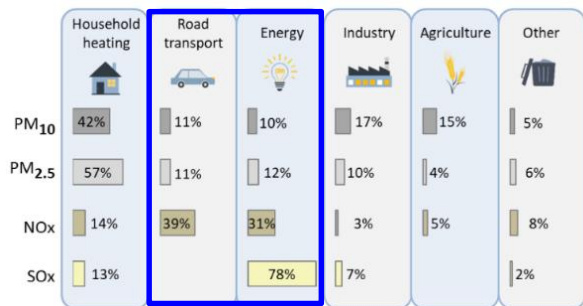 Household heating
Road transport
Energy
Industry
Agriculture
Other
PM10 42% 11% 10% 17% 15% 5%
PM2.5 57% 11% 12% 10% 4% 6%
NOx 14% 39% 31% 3% 5% 8%
SOx 13% 78% 7% 2%